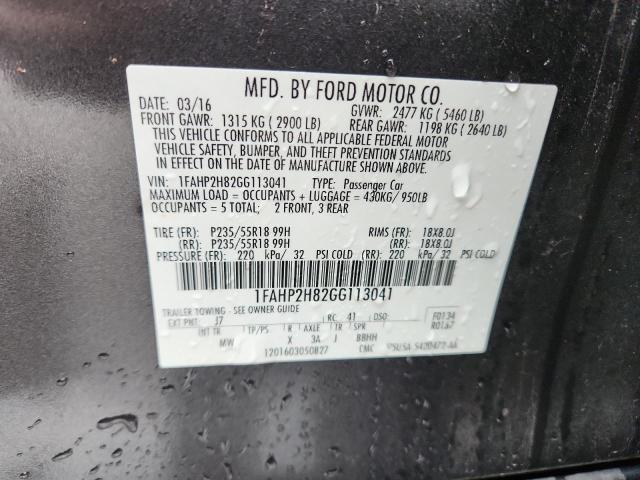 MFD. BY FORD MOTOR CO.
DATE: 03/16 GVWR: 2477 KG ( 5460 LB)
FRONT GAWR: 1315 KG ( 2900 LB) REAR GAWR: 1198 KG ( 2640 LB)
THIS VEHICLE CONFORMS TO ALL APPLICABLE FEDERAL MOTOR
VEHICLE SAFETY, BUMPER, AND THEFT PREVENTION STANDARDS
IN EFFECT ON THE DATE OF MANUFACTURE SHOWN ABOVE.
VIN: 1FAHP2H82GG113041 TYPE: Passenger Car
MAXIMUM LOAD = OCCUPANTS + LUGGAGE = 430KG/ 950LB
OCCUPANTS = 5 TOTAL; 2 FRONT, 3 REAR
TIRE (FR): P235/55R18 99H RIMS (FR): 18X8.0J
(RR): P235/55R18 99H (RR): 18X8.0J
PRESSURE (FR): 220 kPa/ 32 PSI COLD (RR): 220 kPa/ 32 PSI COLD
1FAHP2H82GG113041
TRAILER TOWING - SEE OWNER GUIDE F0134
EXT PNT: J7 RC: 41 DSO: R0167
INT TR TP/PS R AXLE TR SPR
MW X 3A J BBHH
1201603050827 CMC